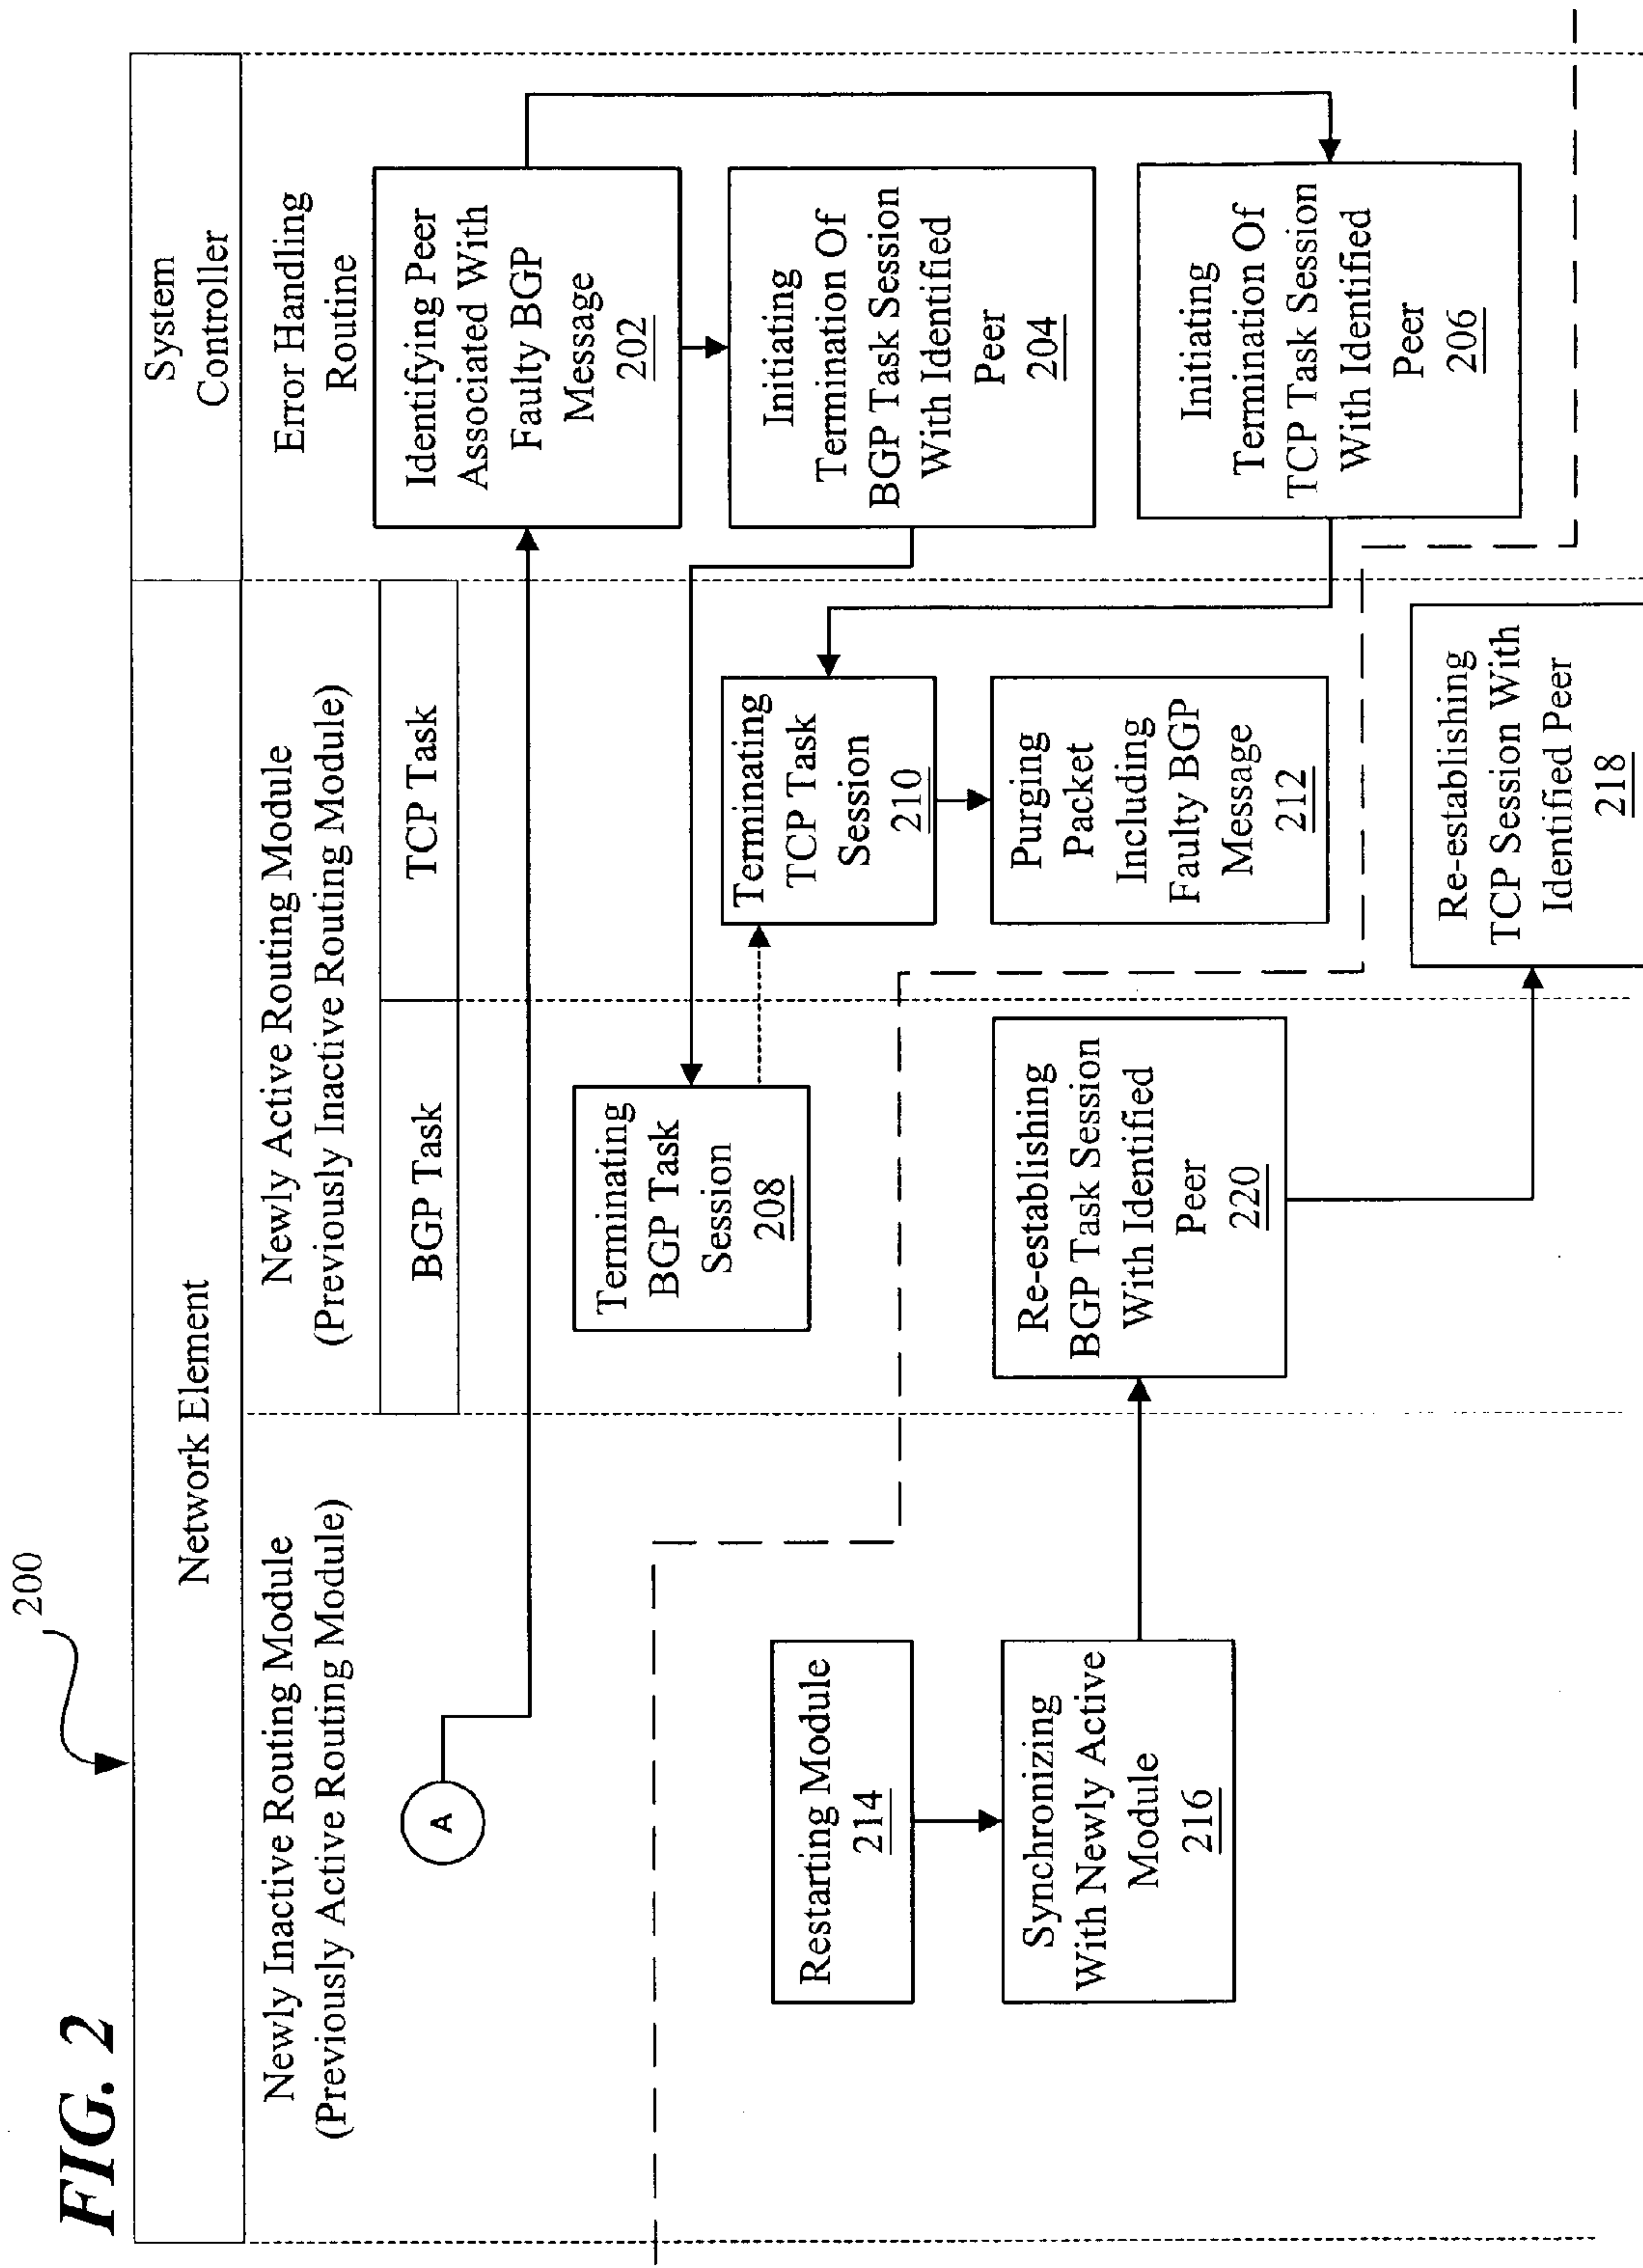 FIG. 2
200
Network Element
System
Controller
Newly Inactive Routing Module
(Previously Active Routing Module)
Newly Active Routing Module
(Previously Inactive Routing Module)
Error Handling
Routine
BGP Task
TCP Task
A
Identifying Peer
Associated With
Faulty BGP
Message
202
Initiating
Termination Of
BGP Task Session
With Identified
Peer
204
Initiating
Termination Of
TCP Task Session
With Identified
Peer
206
Terminating
BGP Task
Session
208
Terminating
TCP Task
Session
210
Purging
Packet
Including
Faulty BGP
Message
212
Restarting Module
214
Synchronizing
With Newly Active
Module
216
Re-establishing
BGP Task Session
With Identified
Peer
220
Re-establishing
TCP Session With
Identified Peer
218